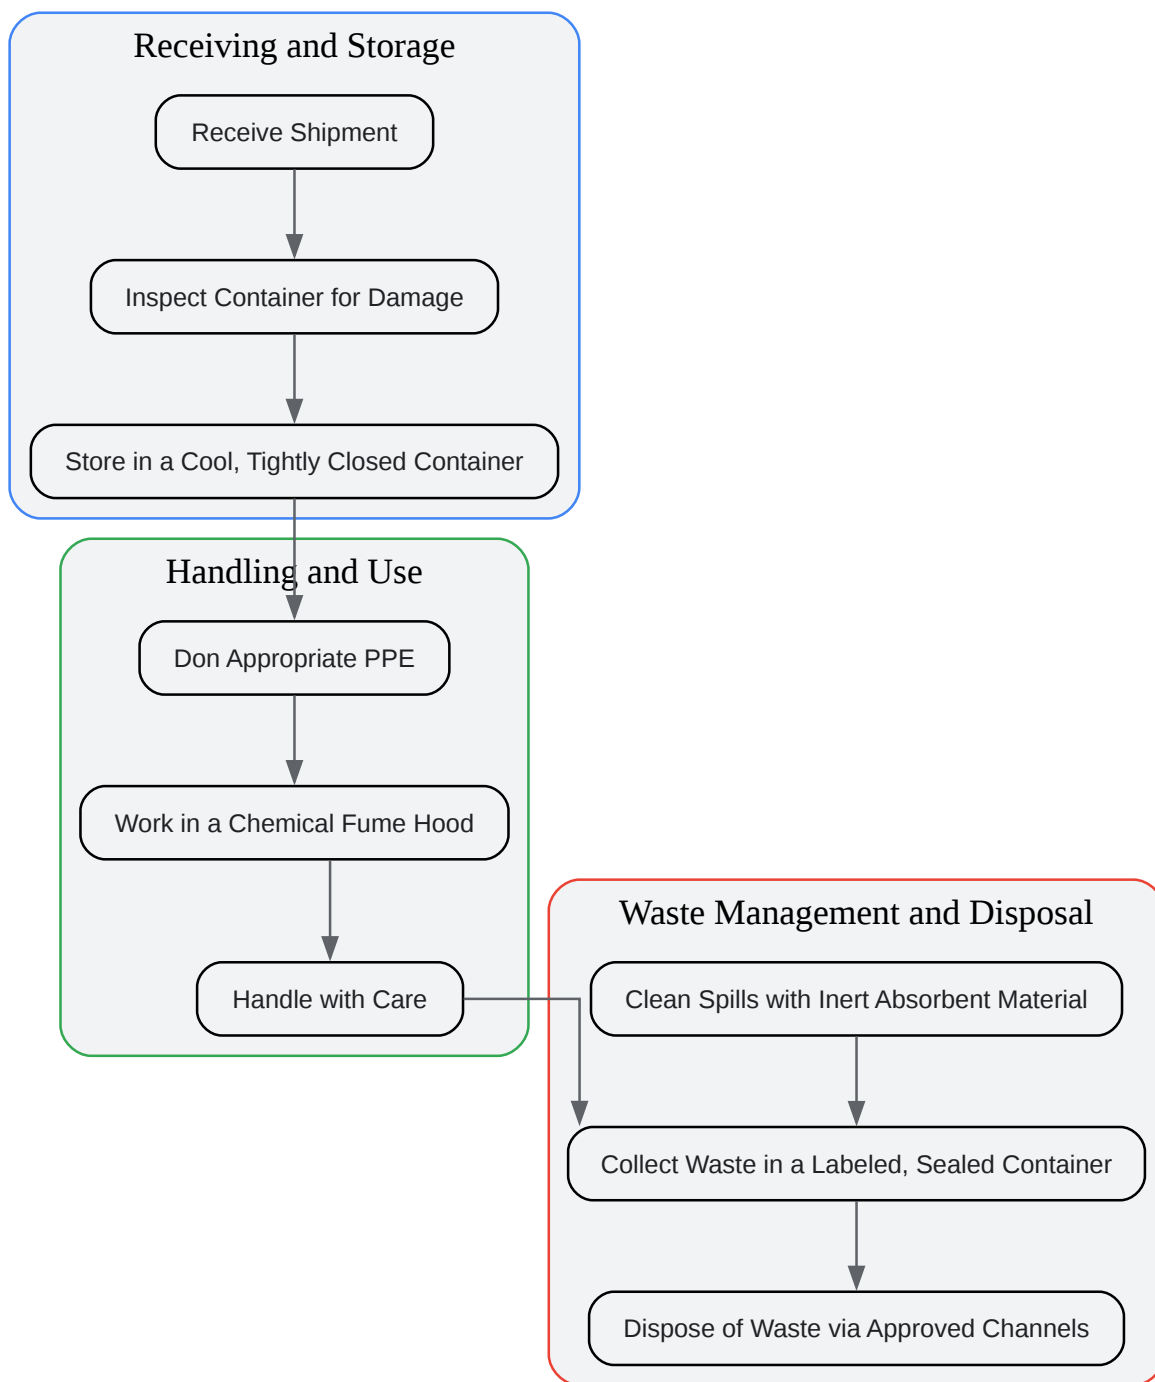 Receiving and Storage
Receive Shipment
Inspect Container for Damage
Store in a Cool, Tightly Closed Container
Handling and Use
Don Appropriate PPE
Work in a Chemical Fume Hood
Handle with Care
Waste Management and Disposal
Clean Spills with Inert Absorbent Material
Collect Waste in a Labeled, Sealed Container
Dispose of Waste via Approved Channels